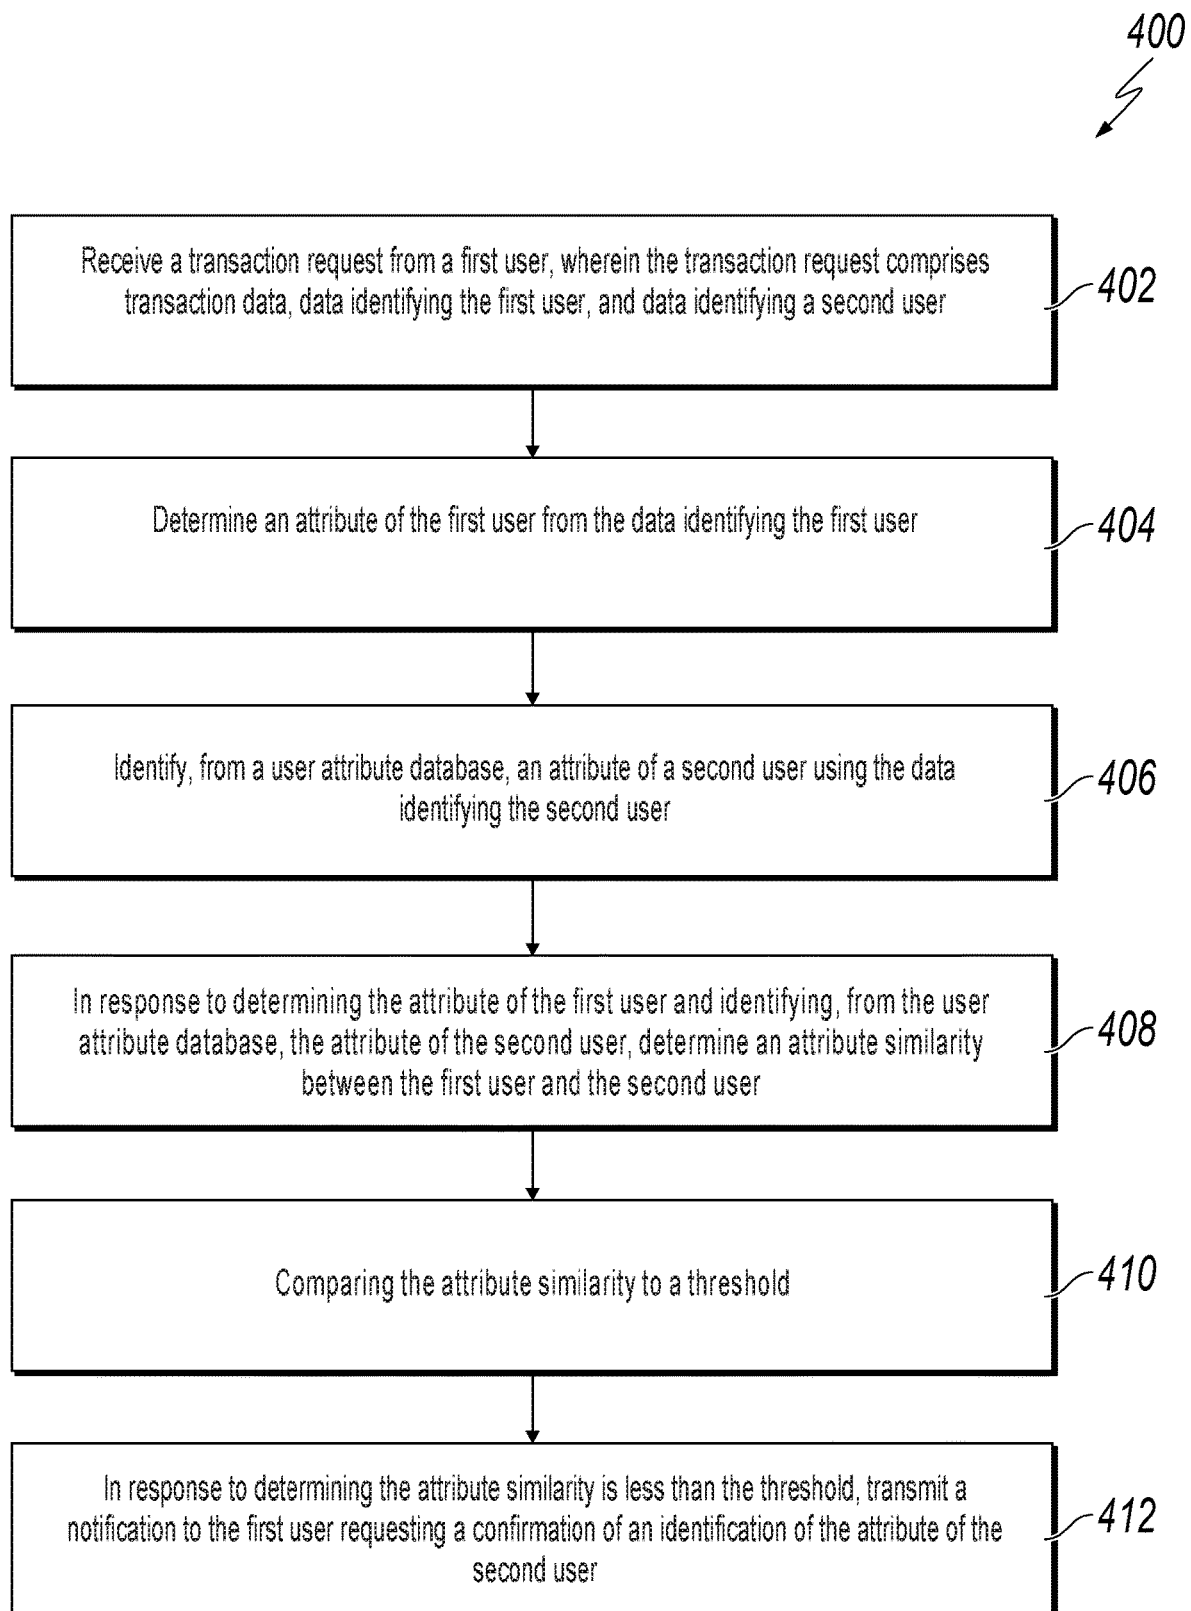 400
Receive a transaction request from a first user, wherein the transaction request comprises
transaction data, data identifying the first user, and data identifying a second user
402
Determine an attribute of the first user from the data identifying the first user
404
Identify, from a user attribute database, an attribute of a second user using the data
identifying the second user
406
In response to determining the attribute of the first user and identifying, from the user
attribute database, the attribute of the second user, determine an attribute similarity
between the first user and the second user
408
Comparing the attribute similarity to a threshold
410
In response to determining the attribute similarity is less than the threshold, transmit a
notification to the first user requesting a confirmation of an identification of the attribute of the
second user
412